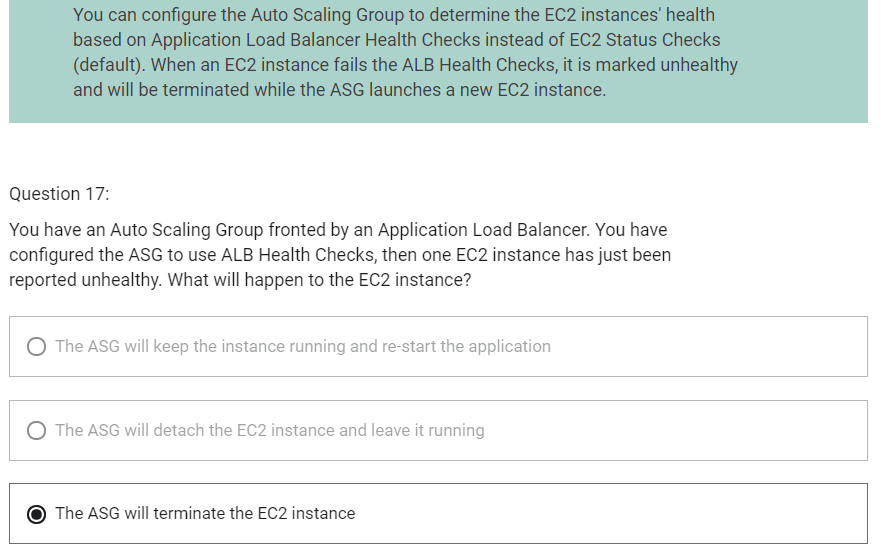 You can configure the Auto Scaling Group to determine the EC2 instances' health
based on Application Load Balancer Health Checks instead of EC2 Status Checks
(default). When an EC2 instance fails the ALB Health Checks, it is marked unhealthy
and will be terminated while the ASG launches a new EC2 instance.
Question 17:
You have an Auto Scaling Group fronted by an Application Load Balancer. You have
configured the ASG to use ALB Health Checks, then one EC2 instance has just been
reported unhealthy. What will happen to the EC2 instance?
The ASG will keep the instance running and re-start the application
The ASG will detach the EC2 instance and leave it running
The ASG will terminate the EC2 instance